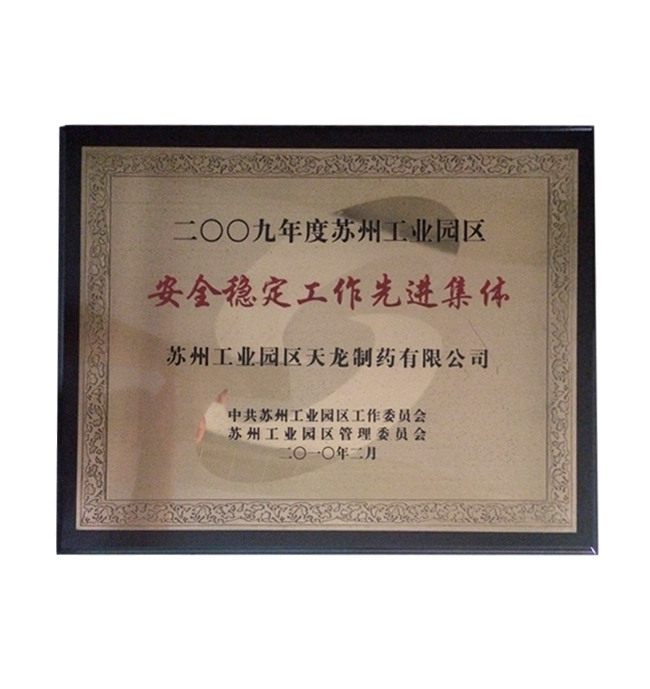 二〇〇九年度苏州工业园区
安全稳定工作先进集体
苏州工业园区天龙制药有限公司
中共苏州工业园区工作委员会
苏州工业园区管理委员会
二〇一〇年二月